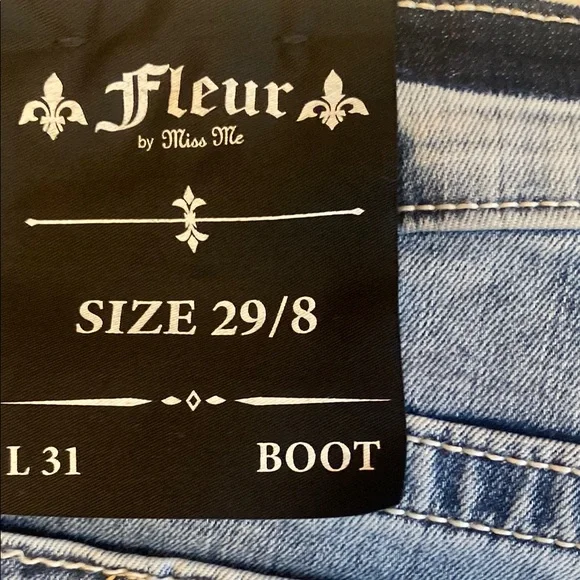 Fleur
by Miss Me
SIZE 29/8
L 31 BOOT